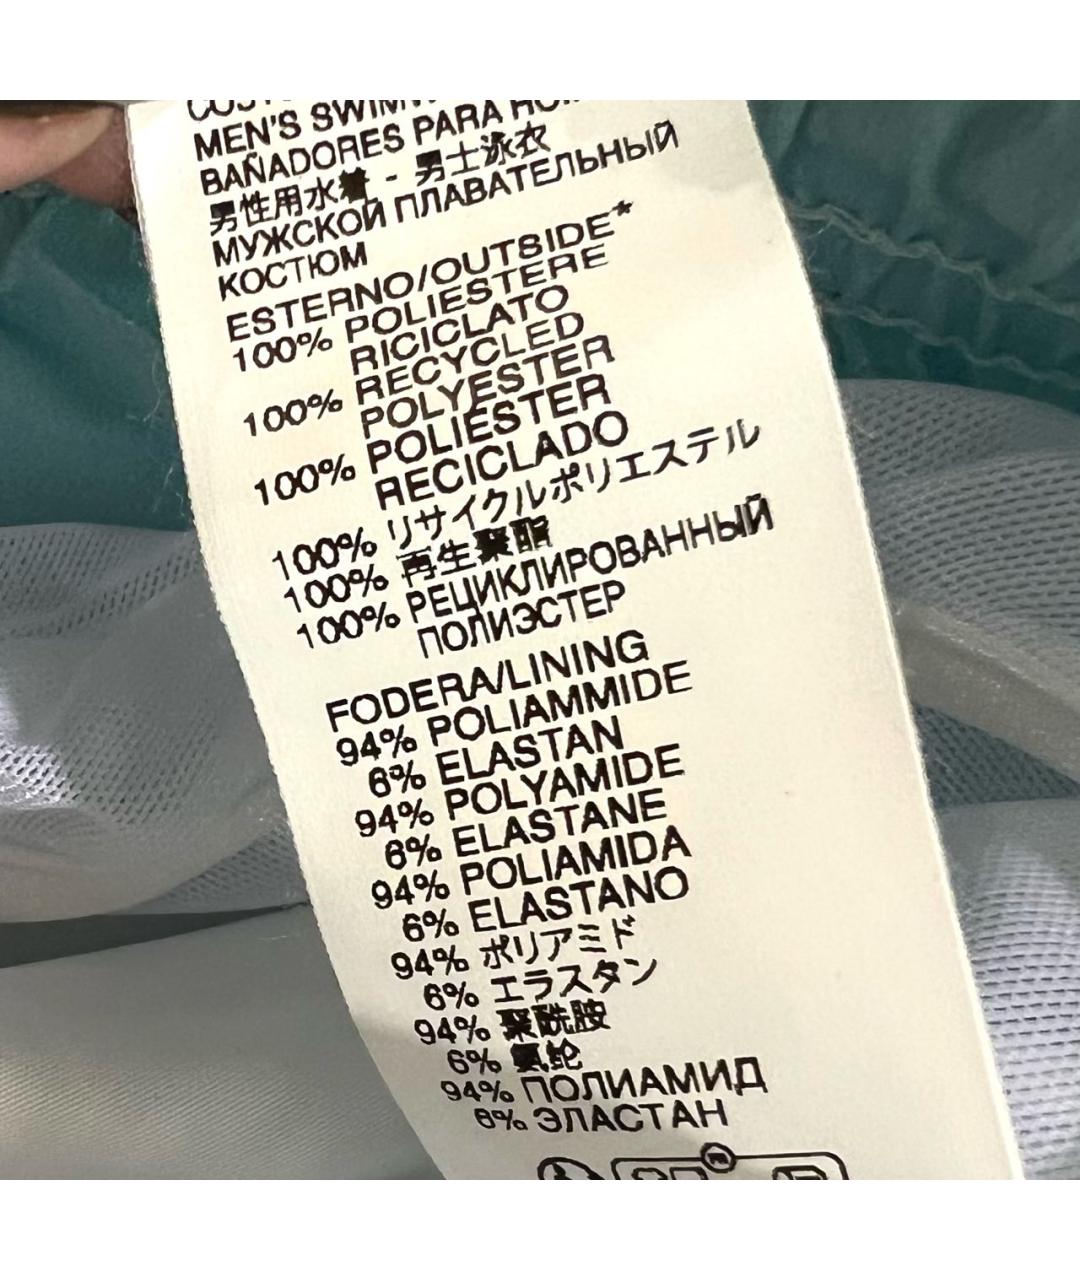 MEN'S
BAÑADORES PARA
男性用水着 - 男士泳衣
МУЖСКОЙ ПЛАВАТЕЛЬНЫЙ
КОСТЮМ
ESTERNO/OUTSIDE*
100% POLIESTERE
RICICLATO
100% RECYCLED
POLYESTER
100% POLIÉSTER
RECICLADO
100% リサイクルポリエステル
100% 再生聚酯
100% РЕЦИКЛИРОВАННЫЙ
ПОЛИЭСТЕР
FODERA/LINING
94% POLIAMMIDE
6% ELASTAN
94% POLYAMIDE
6% ELASTANE
94% POLIAMIDA
6% ELASTANO
94% ポリアミド
6% エラスタン
94% 聚酰胺
6% 氨纶
94% ПОЛИАМИД
6% ЭЛАСТАН